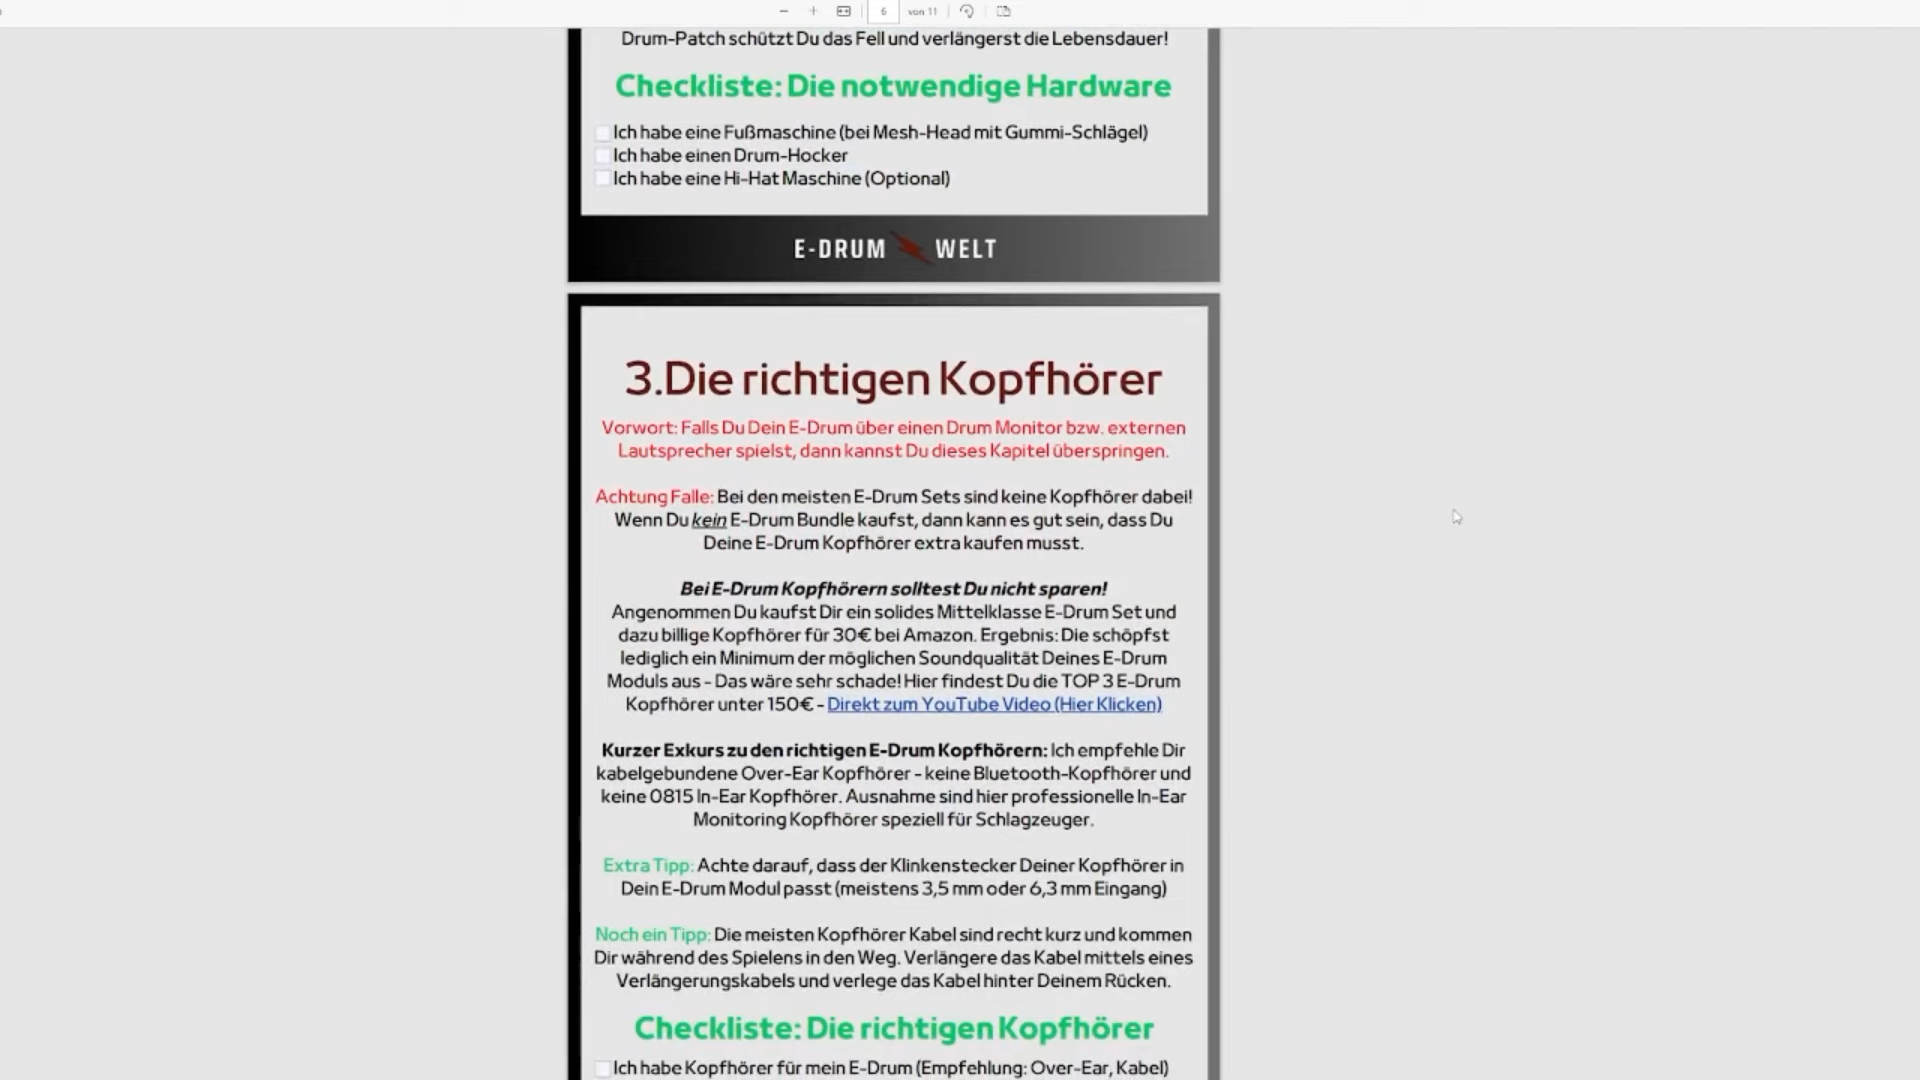 6 von 11
Drum-Patch schützt Du das Fell und verlängerst die Lebensdauer!
Checkliste: Die notwendige Hardware
Ich habe eine Fußmaschine (bei Mesh-Head mit Gummi-Schlägel)
Ich habe einen Drum-Hocker
Ich habe eine Hi-Hat Maschine (Optional)
E-DRUM WELT
3.Die richtigen Kopfhörer
Vorwort: Falls Du Dein E-Drum über einen Drum Monitor bzw. externen
Lautsprecher spielst, dann kannst Du dieses Kapitel überspringen.
Achtung Falle: Bei den meisten E-Drum Sets sind keine Kopfhörer dabei!
Wenn Du kein E-Drum Bundle kaufst, dann kann es gut sein, dass Du
Deine E-Drum Kopfhörer extra kaufen musst.
Bei E-Drum Kopfhörern solltest Du nicht sparen!
Angenommen Du kaufst Dir ein solides Mittelklasse E-Drum Set und
dazu billige Kopfhörer für 30€ bei Amazon. Ergebnis: Die schöpfst
lediglich ein Minimum der möglichen Soundqualität Deines E-Drum
Moduls aus - Das wäre sehr schade! Hier findest Du die TOP 3 E-Drum
Kopfhörer unter 150€ - Direkt zum YouTube Video (Hier Klicken)
Kurzer Exkurs zu den richtigen E-Drum Kopfhörern: Ich empfehle Dir
kabelgebundene Over-Ear Kopfhörer - keine Bluetooth-Kopfhörer und
keine 0815 In-Ear Kopfhörer. Ausnahme sind hier professionelle In-Ear
Monitoring Kopfhörer speziell für Schlagzeuger.
Extra Tipp: Achte darauf, dass der Klinkenstecker Deiner Kopfhörer in
Dein E-Drum Modul passt (meistens 3,5 mm oder 6,3 mm Eingang)
Noch ein Tipp: Die meisten Kopfhörer Kabel sind recht kurz und kommen
Dir während des Spielens in den Weg. Verlängere das Kabel mittels eines
Verlängerungskabels und verlege das Kabel hinter Deinem Rücken.
Checkliste: Die richtigen Kopfhörer
Ich habe Kopfhörer für mein E-Drum (Empfehlung: Over-Ear, Kabel)